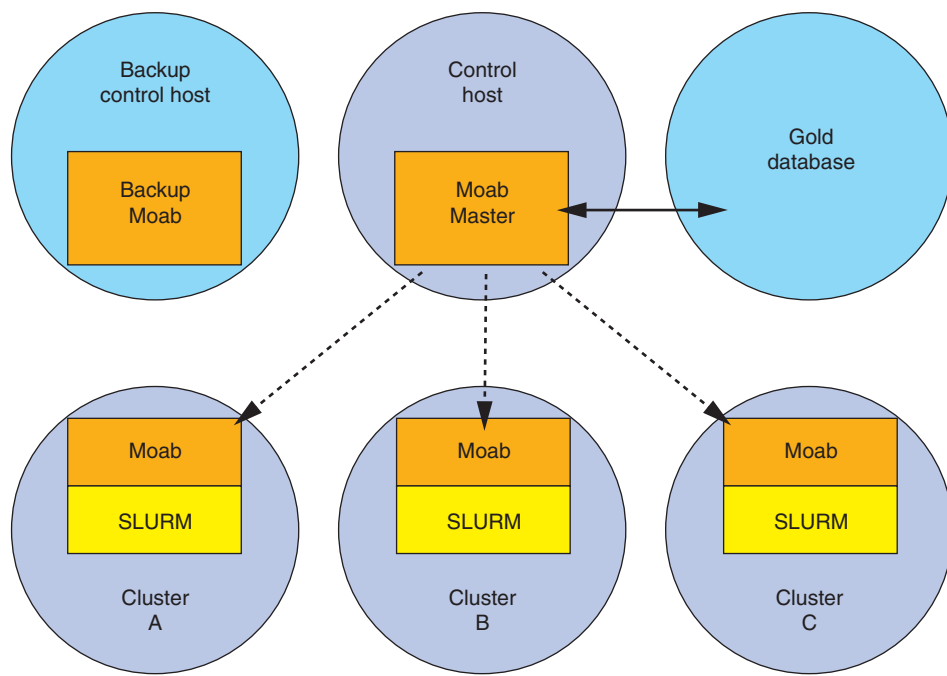 Backup
control host
Backup
Moab
Control
host
Moab
Master
Gold
database
Moab
SLURM
Cluster
A
Moab
SLURM
Cluster
B
Moab
SLURM
Cluster
C